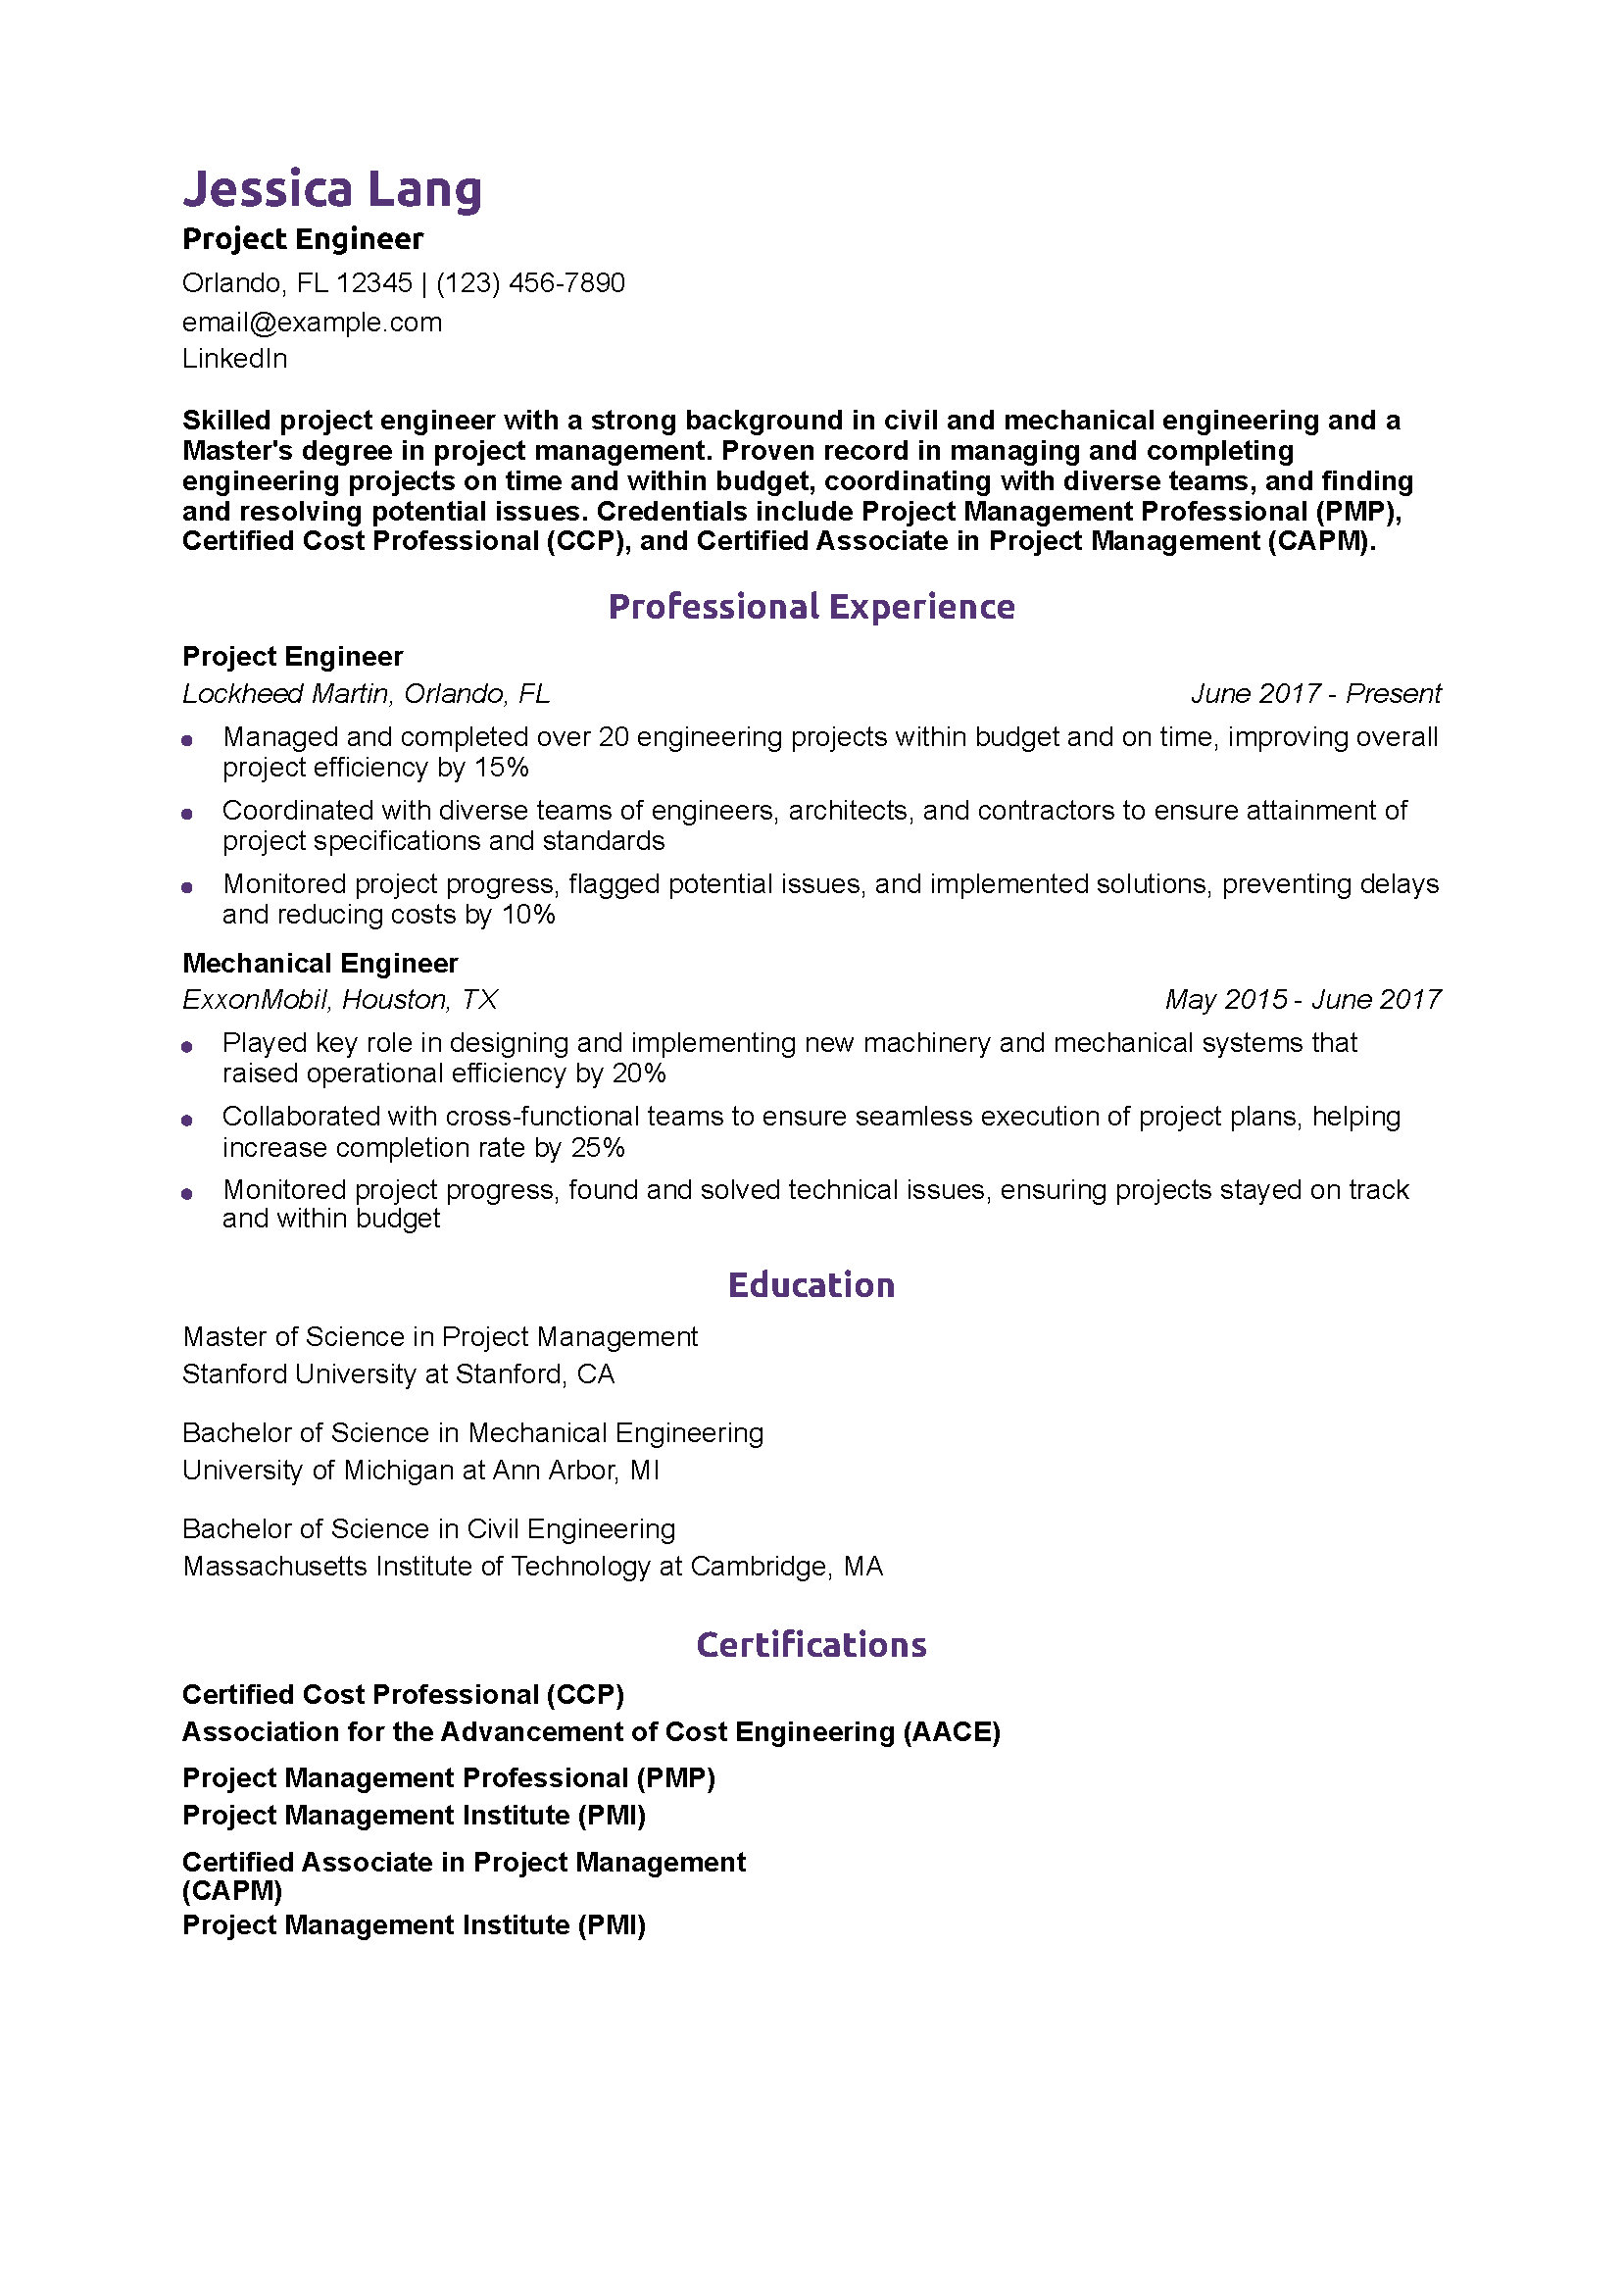 Jessica Lang
Project Engineer
Orlando, FL 12345 | (123) 456-7890
email@example.com
LinkedIn
Skilled project engineer with a strong background in civil and mechanical engineering and a
Master's degree in project management. Proven record in managing and completing
engineering projects on time and within budget, coordinating with diverse teams, and finding
and resolving potential issues. Credentials include Project Management Professional (PMP),
Certified Cost Professional (CCP), and Certified Associate in Project Management (CAPM).
Professional Experience
Project Engineer
Lockheed Martin, Orlando, FL June 2017 - Present
● Managed and completed over 20 engineering projects within budget and on time, improving overall
project efficiency by 15%
● Coordinated with diverse teams of engineers, architects, and contractors to ensure attainment of
project specifications and standards
● Monitored project progress, flagged potential issues, and implemented solutions, preventing delays
and reducing costs by 10%
Mechanical Engineer
ExxonMobil, Houston, TX May 2015 - June 2017
● Played key role in designing and implementing new machinery and mechanical systems that
raised operational efficiency by 20%
● Collaborated with cross-functional teams to ensure seamless execution of project plans, helping
increase completion rate by 25%
● Monitored project progress, found and solved technical issues, ensuring projects stayed on track
and within budget
Education
Master of Science in Project Management
Stanford University at Stanford, CA
Bachelor of Science in Mechanical Engineering
University of Michigan at Ann Arbor, MI
Bachelor of Science in Civil Engineering
Massachusetts Institute of Technology at Cambridge, MA
Certifications
Certified Cost Professional (CCP)
Association for the Advancement of Cost Engineering (AACE)
Project Management Professional (PMP)
Project Management Institute (PMI)
Certified Associate in Project Management
(CAPM)
Project Management Institute (PMI)